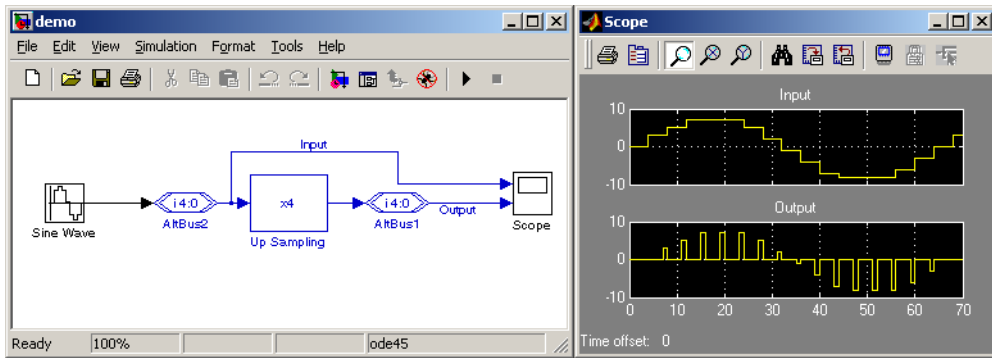 demo
File Edit View Simulation Format Tools Help
Input
i 4:0
x4
i 4:0
Sine Wave
AltBus2
Up Sampling
AltBus1
Output
Scope
Ready 100% ode45
Scope
Input
10
0
-10
Output
10
0
-10
0 10 20 30 40 50 60 70
Time offset: 0